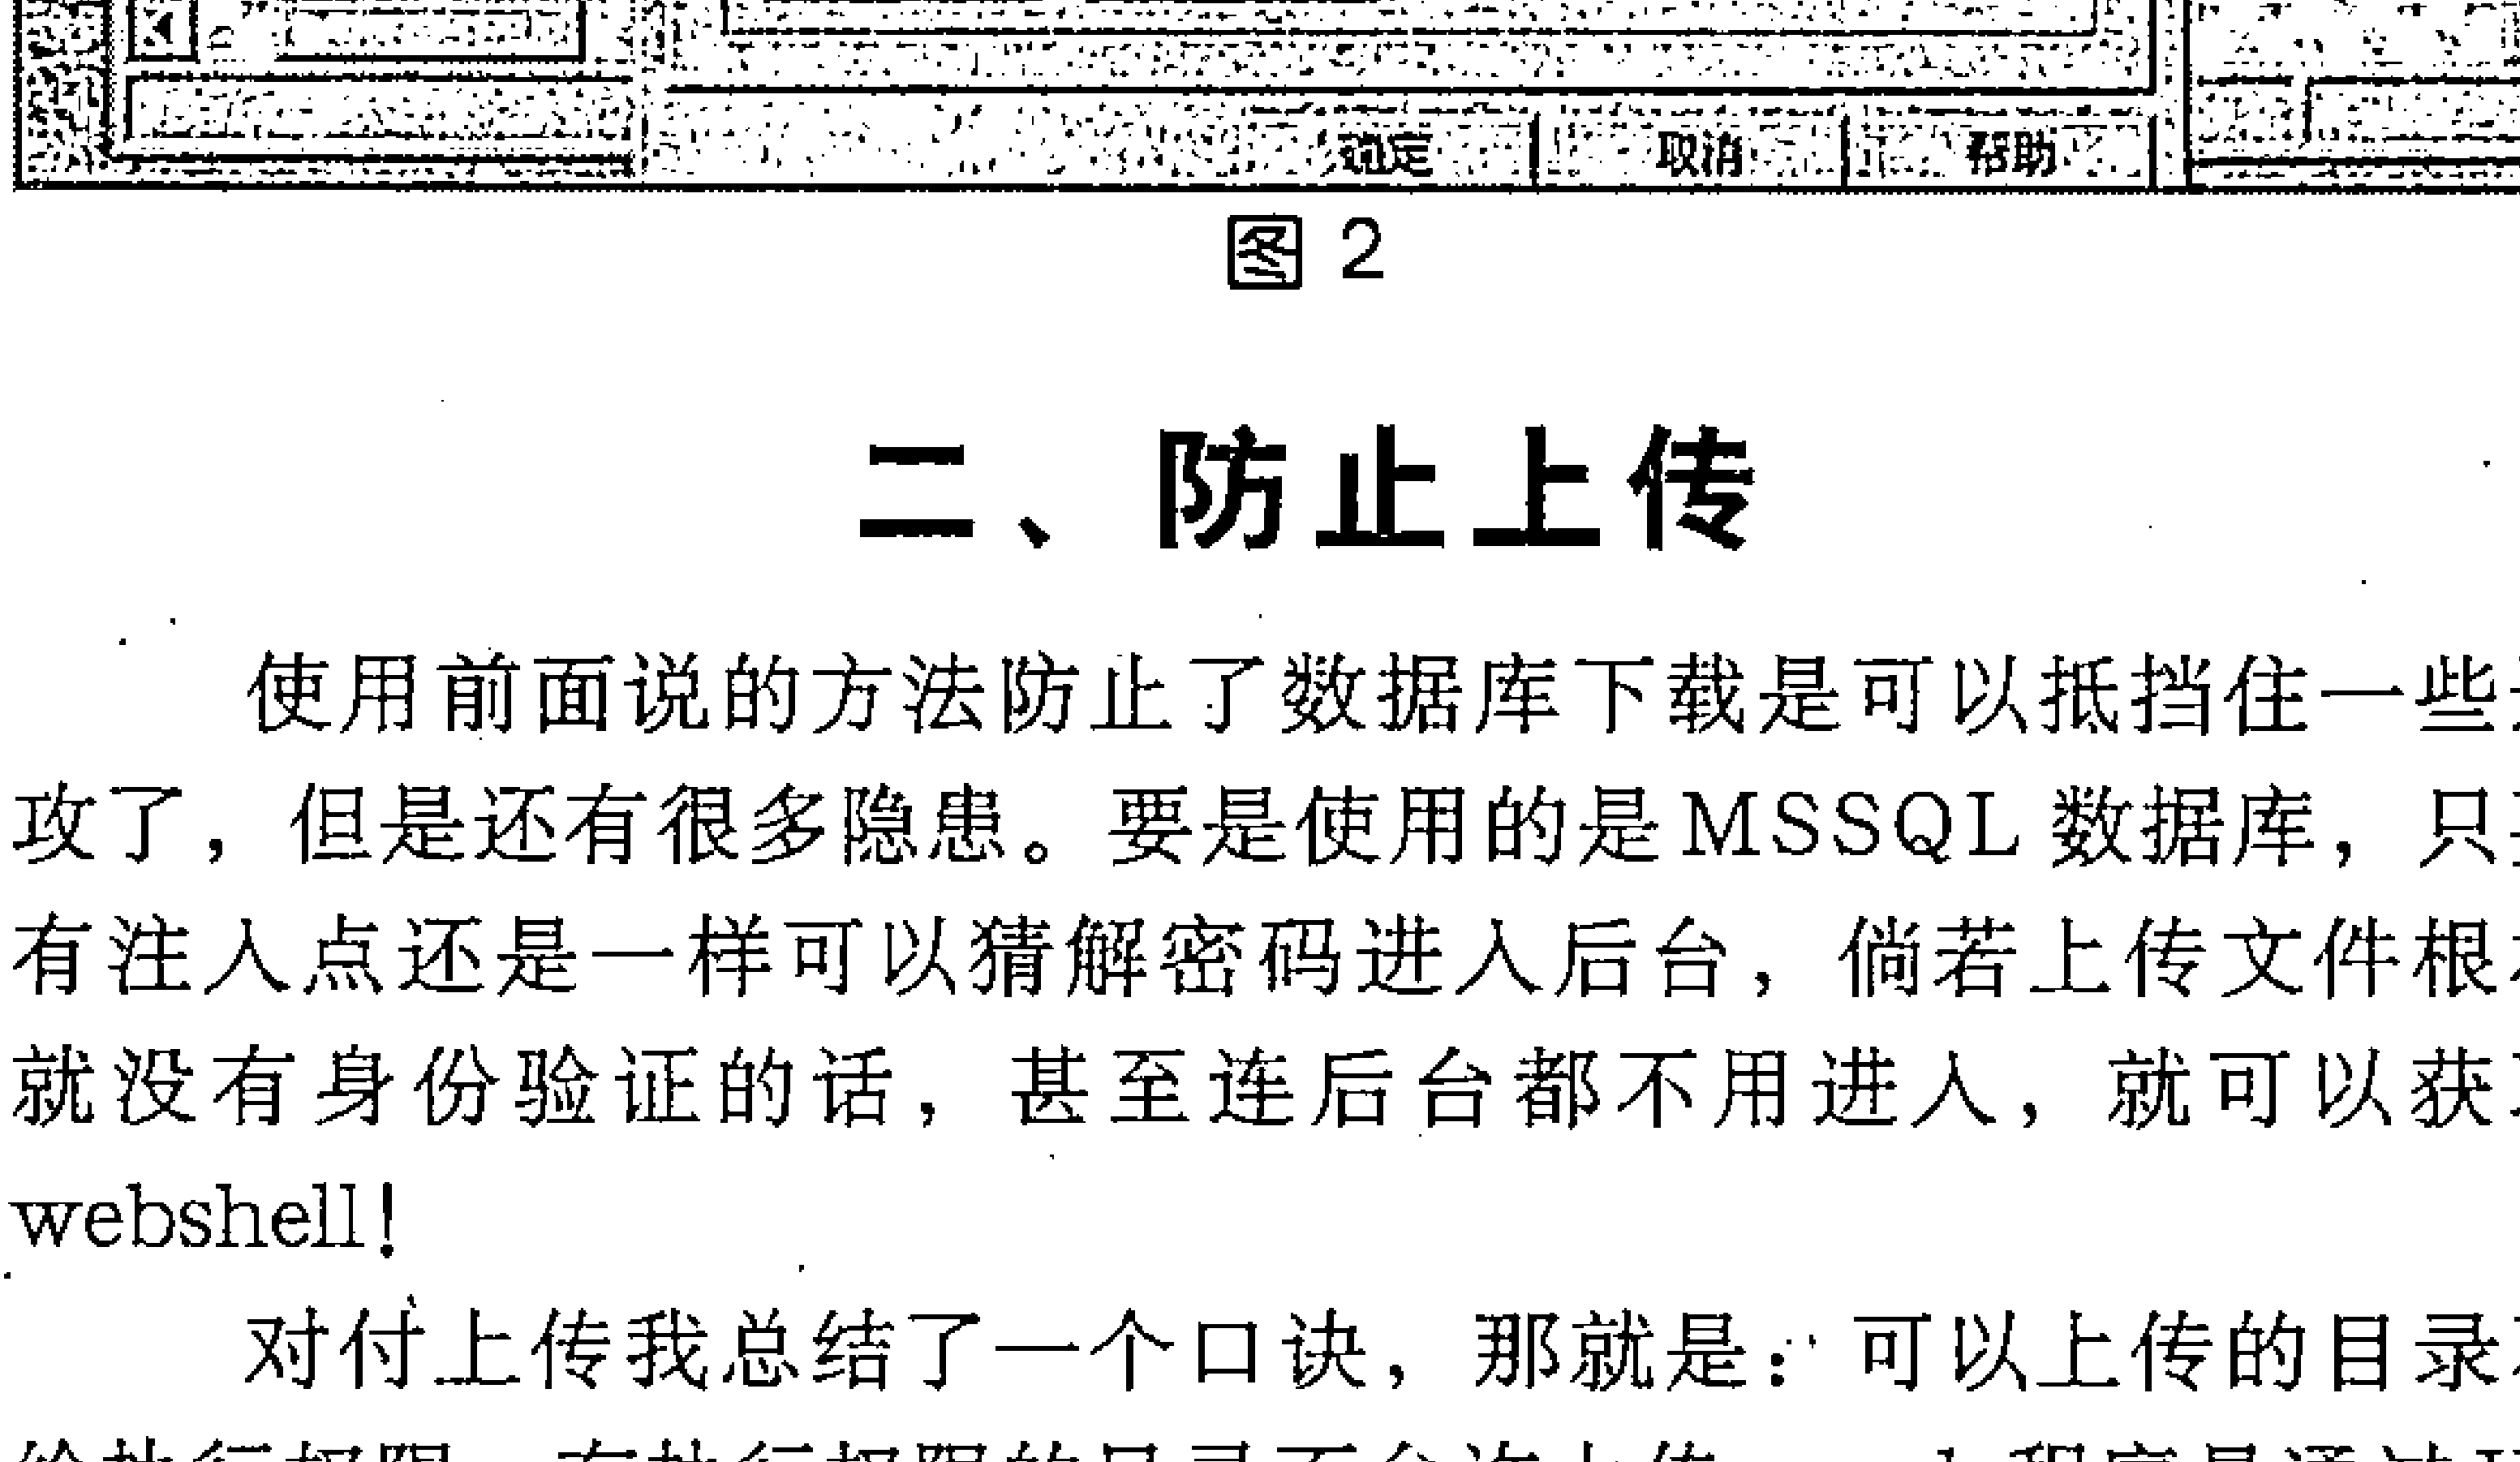 确定 取消 帮助
图 2
二、防止上传
使用前面说的方法防止了数据库下载是可以抵挡住一些
攻了，但是还有很多隐患。要是使用的是MSSQL 数据库，只
有注入点还是一样可以猜解密码进入后台，倘若上传文件根
就没有身份验证的话，甚至连后台都不用进入，就可以获
webshell！
对付上传我总结了一个口诀，那就是：可以上传的目录